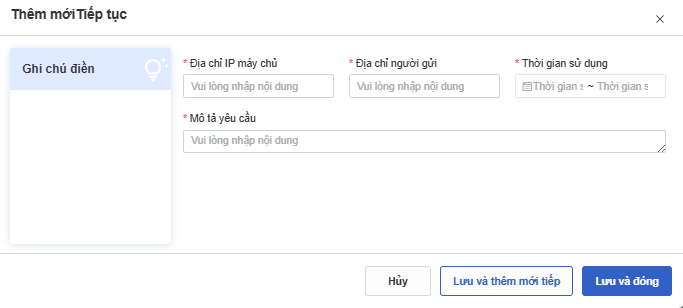 Thêm mớiTiếp tục
Ghi chú điền
* Địa chỉ IP máy chủ
Vui lòng nhập nội dung
* Địa chỉ người gửi
Vui lòng nhập nội dung
* Thời gian sử dụng
Thời gian s ~ Thời gian s
* Mô tả yêu cầu
Vui lòng nhập nội dung
Hủy
Lưu và thêm mới tiếp
Lưu và đóng